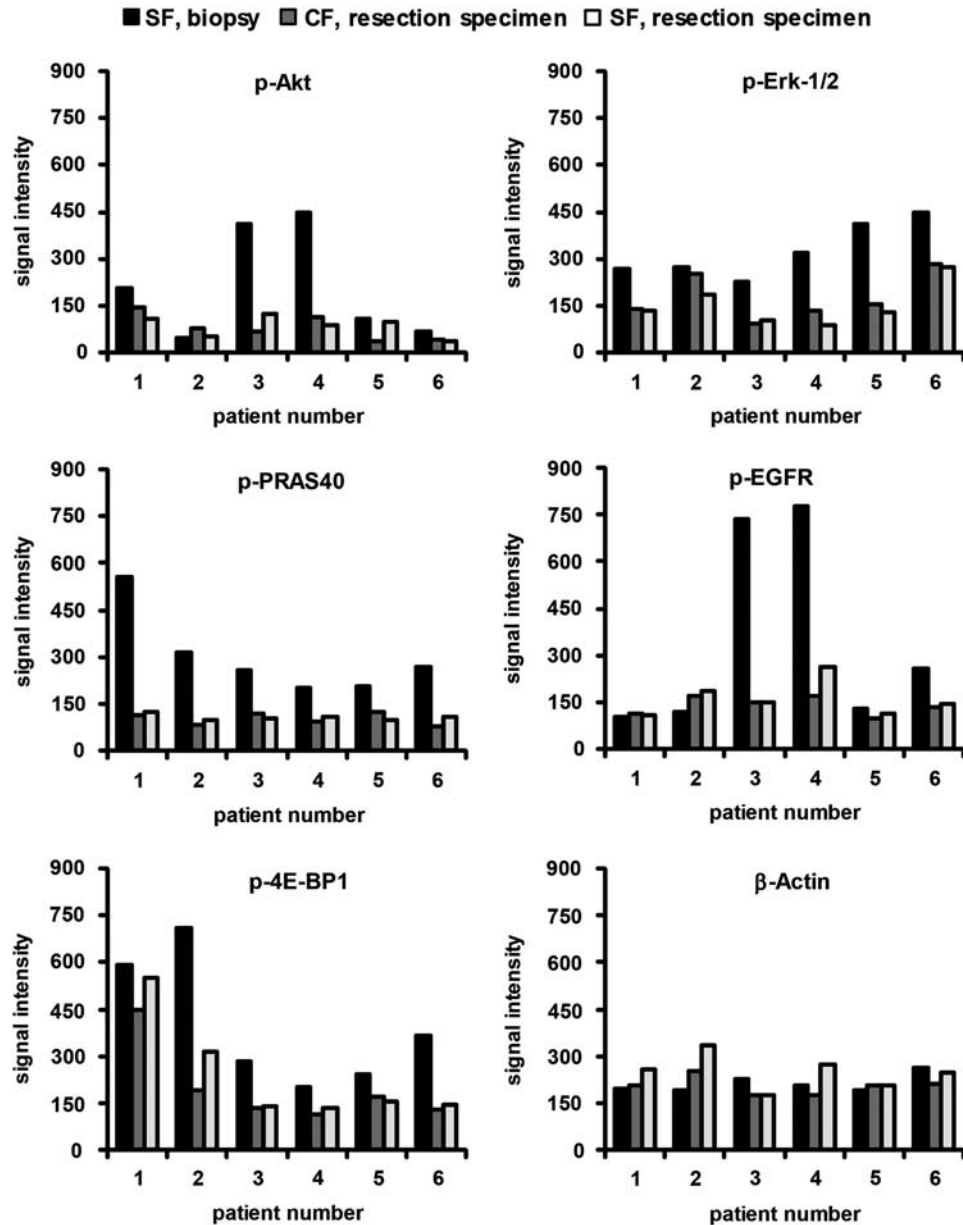 SF, biopsy CF, resection specimen SF, resection specimen
p-Akt
signal intensity
900
750
600
450
300
150
0
1 2 3 4 5 6
patient number
p-Erk-1/2
signal intensity
900
750
600
450
300
150
0
1 2 3 4 5 6
patient number
p-PRAS40
signal intensity
900
750
600
450
300
150
0
1 2 3 4 5 6
patient number
p-EGFR
signal intensity
900
750
600
450
300
150
0
1 2 3 4 5 6
patient number
p-4E-BP1
signal intensity
900
750
600
450
300
150
0
1 2 3 4 5 6
patient number
β-Actin
signal intensity
900
750
600
450
300
150
0
1 2 3 4 5 6
patient number